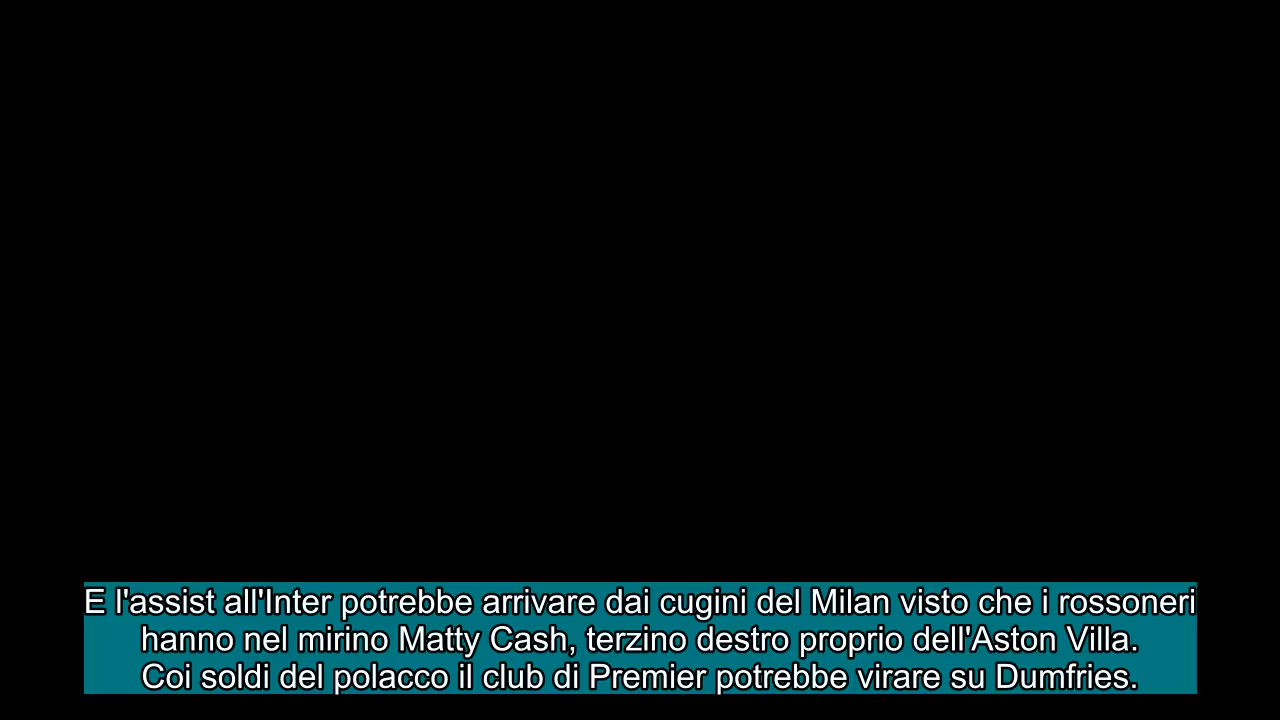 E l'assist all'Inter potrebbe arrivare dai cugini del Milan visto che i rossoneri
hanno nel mirino Matty Cash, terzino destro proprio dell'Aston Villa.
Coi soldi del polacco il club di Premier potrebbe virare su Dumfries.